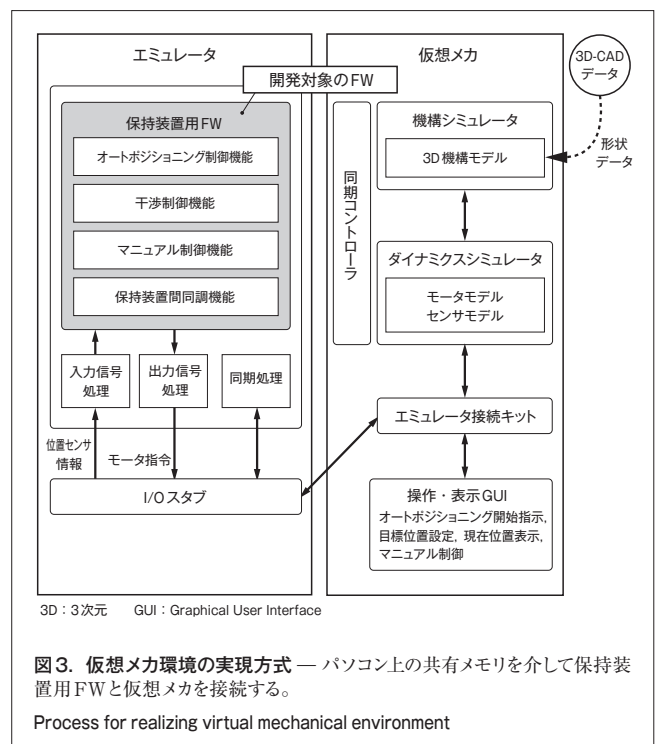 エミュレータ
開発対象のFW
保持装置用FW
オートポジショニング制御機能
干渉制御機能
マニュアル制御機能
保持装置間同調機能
入力信号
処理
出力信号
処理
同期処理
位置センサ
情報
モータ指令
I/Oスタブ
仮想メカ
3D-CAD
データ
形状
データ
同期コントローラ
機構シミュレータ
3D機構モデル
ダイナミクスシミュレータ
モータモデル
センサモデル
エミュレータ接続キット
操作・表示GUI
オートポジショニング開始指示,
目標位置設定, 現在位置表示,
マニュアル制御
3D:3次元 GUI:Graphical User Interface
図3. 仮想メカ環境の実現方式 — パソコン上の共有メモリを介して保持装
置用FWと仮想メカを接続する。
Process for realizing virtual mechanical environment